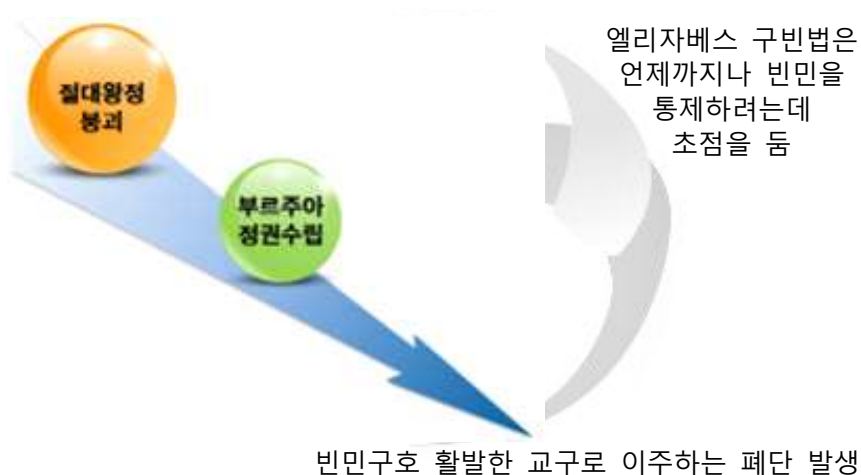 엘리자베스 구빈법은
언제까지나 빈민을
통제하려는데
초점을 둠
절대왕정
붕괴
부르주아
정권수립
빈민구호 활발한 교구로 이주하는 폐단 발생